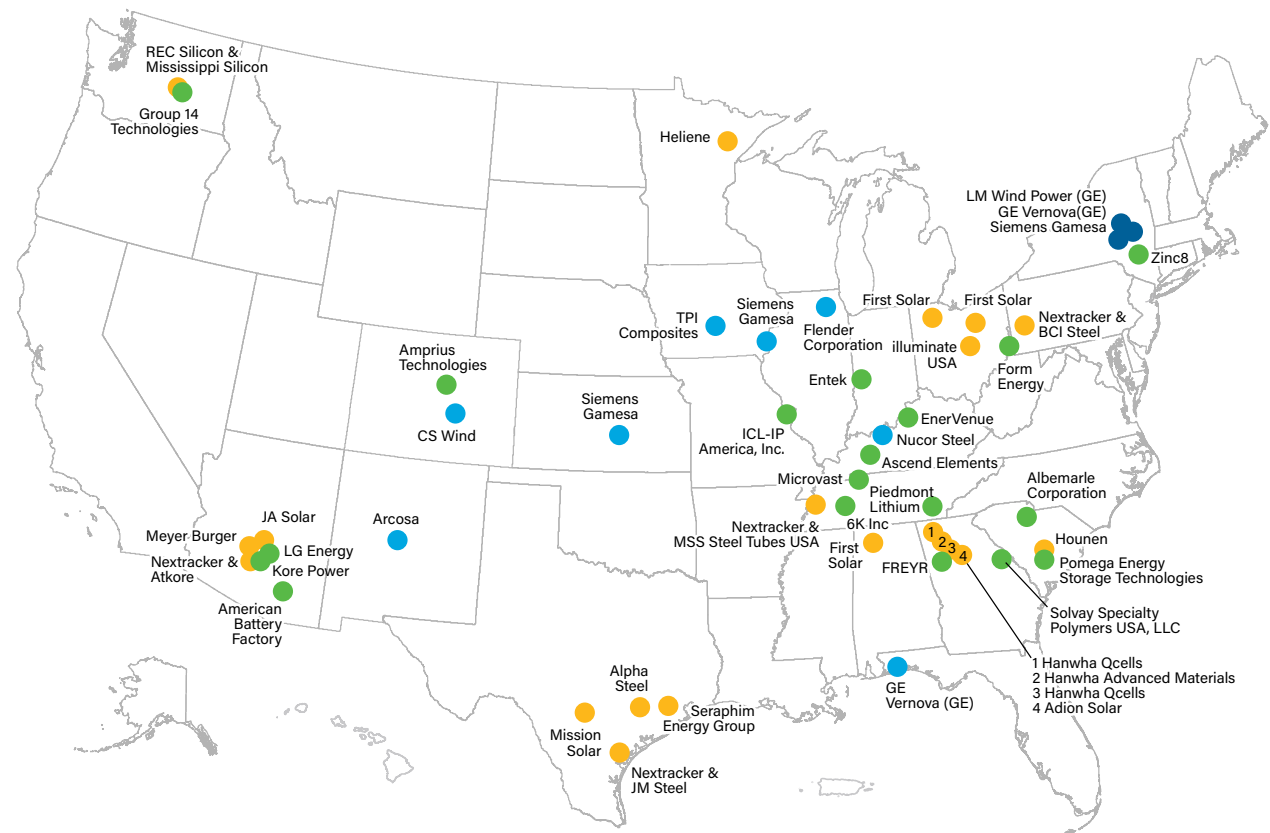 REC Silicon &
Mississippi Silicon
Group 14
Technologies
Heliene
LM Wind Power (GE)
GE Vernova(GE)
Siemens Gamesa
Zinc8
TPI
Composites
Siemens
Gamesa
Flender
Corporation
First Solar
First Solar
Nextracker &
BCI Steel
illuminate
USA
Form
Energy
Amprius
Technologies
CS Wind
Siemens
Gamesa
Entek
ICL-IP
America, Inc.
EnerVenue
Nucor Steel
Ascend Elements
Microvast
Piedmont
Lithium
Albemarle
Corporation
Nextracker &
MSS Steel Tubes USA
6K Inc
First
Solar
FREYR
1
2
3
4
Hounen
Pomega Energy
Storage Technologies
Solvay Specialty
Polymers USA, LLC
JA Solar
Meyer Burger
Nextracker &
Atkore
LG Energy
Kore Power
American
Battery
Factory
Arcosa
1 Hanwha Qcells
2 Hanwha Advanced Materials
3 Hanwha Qcells
4 Adion Solar
GE
Vernova (GE)
Alpha
Steel
Seraphim
Energy Group
Mission
Solar
Nextracker &
JM Steel